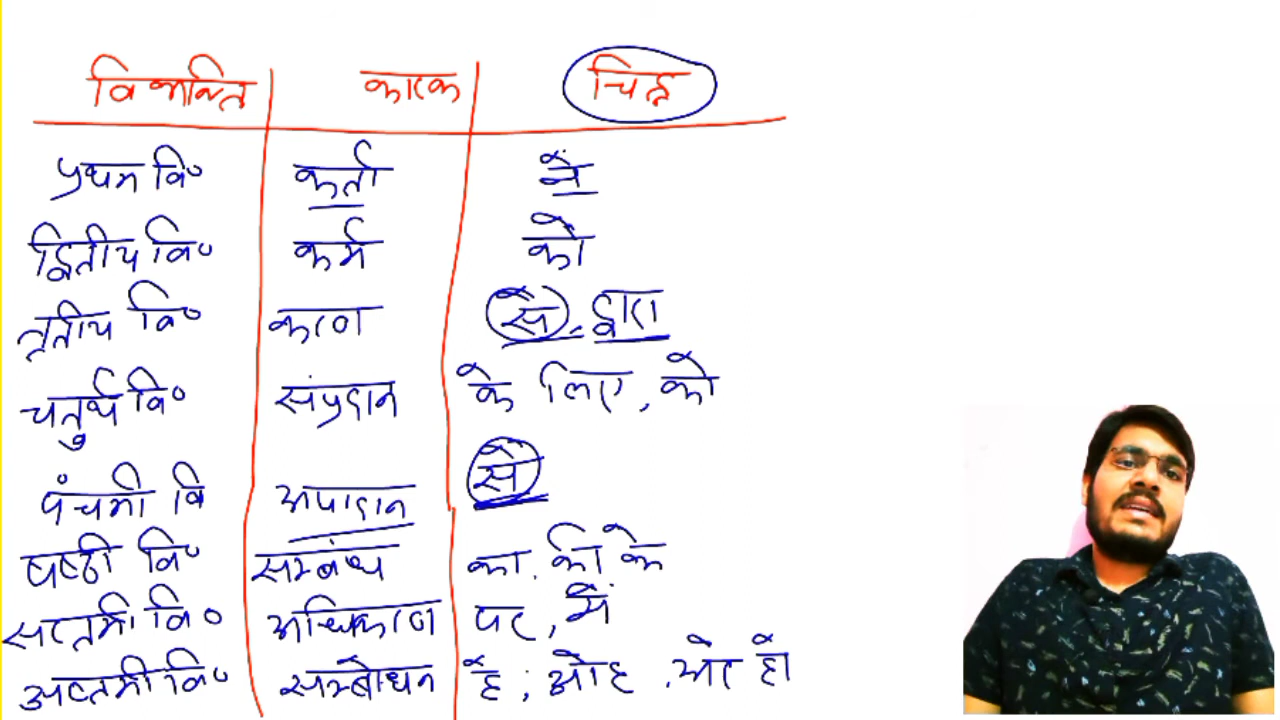 विभक्ति कारक चिह्न
प्रथम वि० कर्ता ने
द्वितीय वि० कर्म को
तृतीय वि० करण से, द्वारा
चतुर्थ वि० संप्रदान के लिए, को
पंचमी वि अपादान से
षष्ठी वि० सम्बंध का, की के
सप्तमी वि० अधिकरण पर, में
अष्टमी वि० सम्बोधन हे; ओह, अरे हो